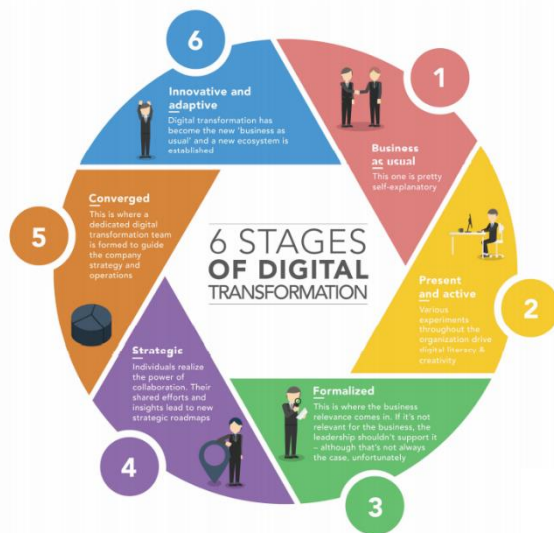 6 STAGES
OF DIGITAL
TRANSFORMATION
1
Business
as usual
This one is pretty
self-explanatory
2
Present
and active
Various
experiments
throughout the
organization drive
digital literacy &
creativity
3
Formalized
This is where the business
relevance comes in. If it's not
relevant for the business, the
leadership shouldn't support it
– although that's not always
the case, unfortunately
4
Strategic
Individuals realize the
power of
collaboration. Their
shared efforts and
insights lead to new
strategic roadmaps
5
Converged
This is where a
dedicated digital
transformation team
is formed to guide
the company
strategy and
operations
6
Innovative and
adaptive
Digital transformation has
become the new 'business as
usual' and a new ecosystem is
established